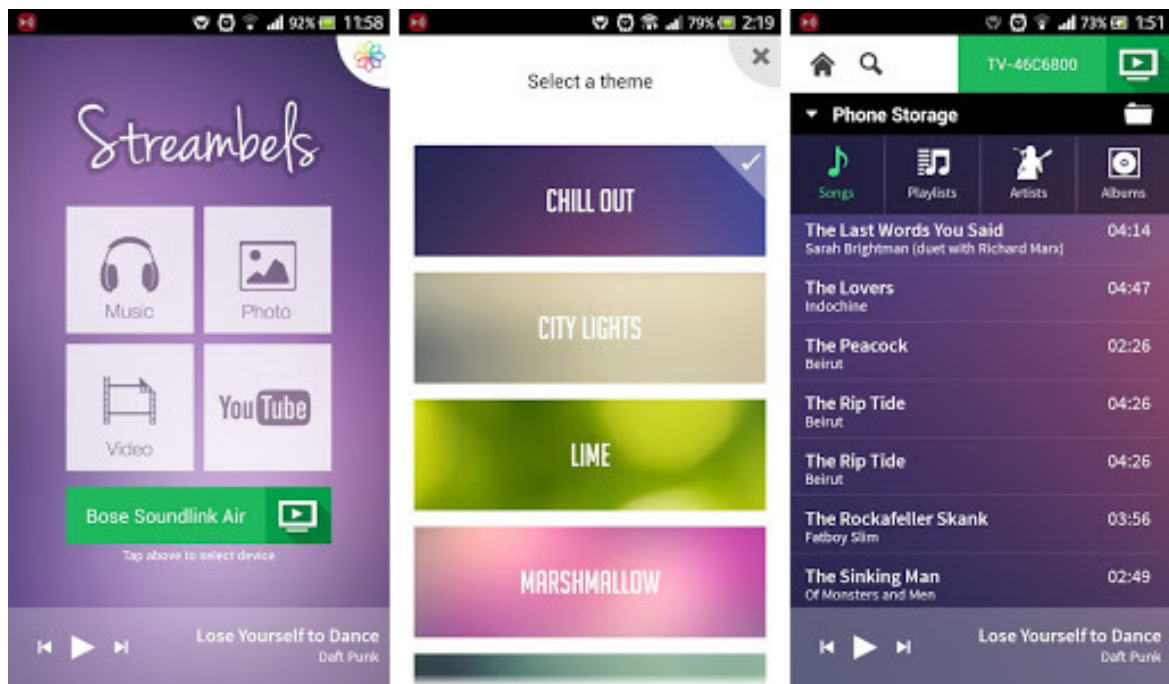 92% 11:58
Streambels
Music
Photo
Video
YouTube
Bose Soundlink Air
Tap above to select device
Lose Yourself to Dance
Daft Punk
79% 2:19
Select a theme
CHILL OUT
CITY LIGHTS
LIME
MARSHMALLOW
73% 1:51
TV-46C6800
Phone Storage
Songs
Playlists
Artists
Albums
The Last Words You Said 04:14
Sarah Brightman (duet with Richard Marx)
The Lovers 04:47
Indochine
The Peacock 02:26
Beirut
The Rip Tide 04:26
Beirut
The Rip Tide 04:26
Beirut
The Rockafeller Skank 03:56
Fatboy Slim
The Sinking Man 02:49
Of Monsters and Men
Lose Yourself to Dance
Daft Punk